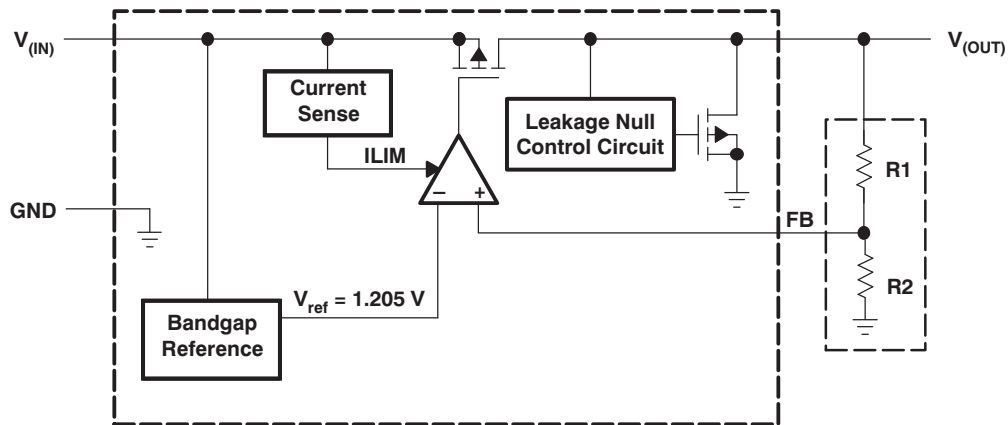 V(IN)
V(OUT)
Current
Sense
Leakage Null
Control Circuit
ILIM
R1
− +
GND
FB
R2
Vref = 1.205 V
Bandgap
Reference